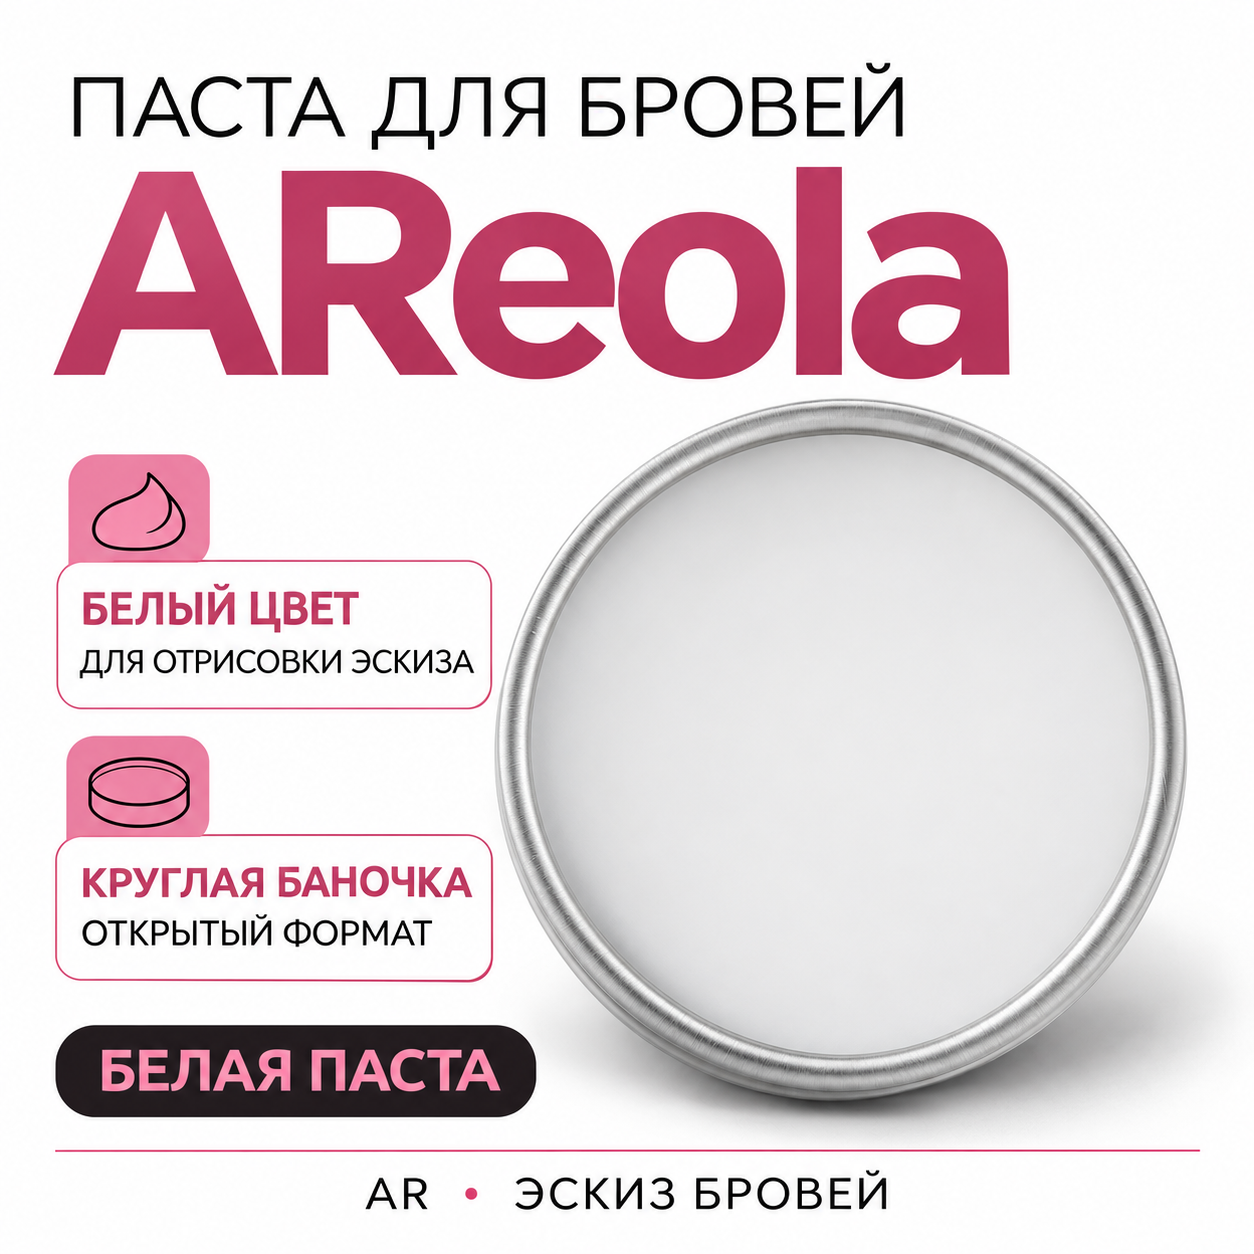 ПАСТА ДЛЯ БРОВЕЙ
AReola
БЕЛЫЙ ЦВЕТ
ДЛЯ ОТРИСОВКИ ЭСКИЗА
КРУГЛАЯ БАНОЧКА
ОТКРЫТЫЙ ФОРМАТ
БЕЛАЯ ПАСТА
AR • ЭСКИЗ БРОВЕЙ